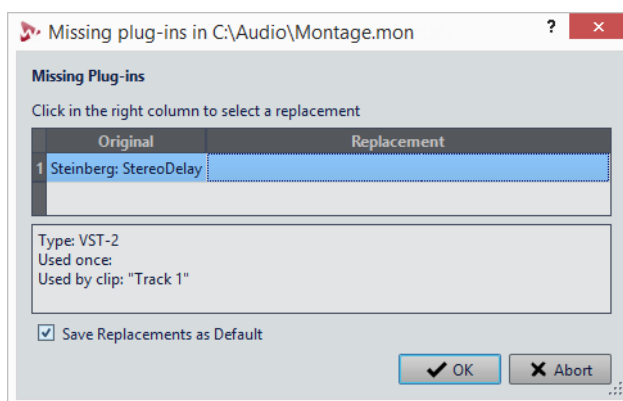 Missing plug-ins in C:\Audio\Montage.mon
?
Missing Plug-ins
Click in the right column to select a replacement
Original Replacement
1 Steinberg: StereoDelay
Type: VST-2
Used once:
Used by clip: "Track 1"
Save Replacements as Default
OK Abort